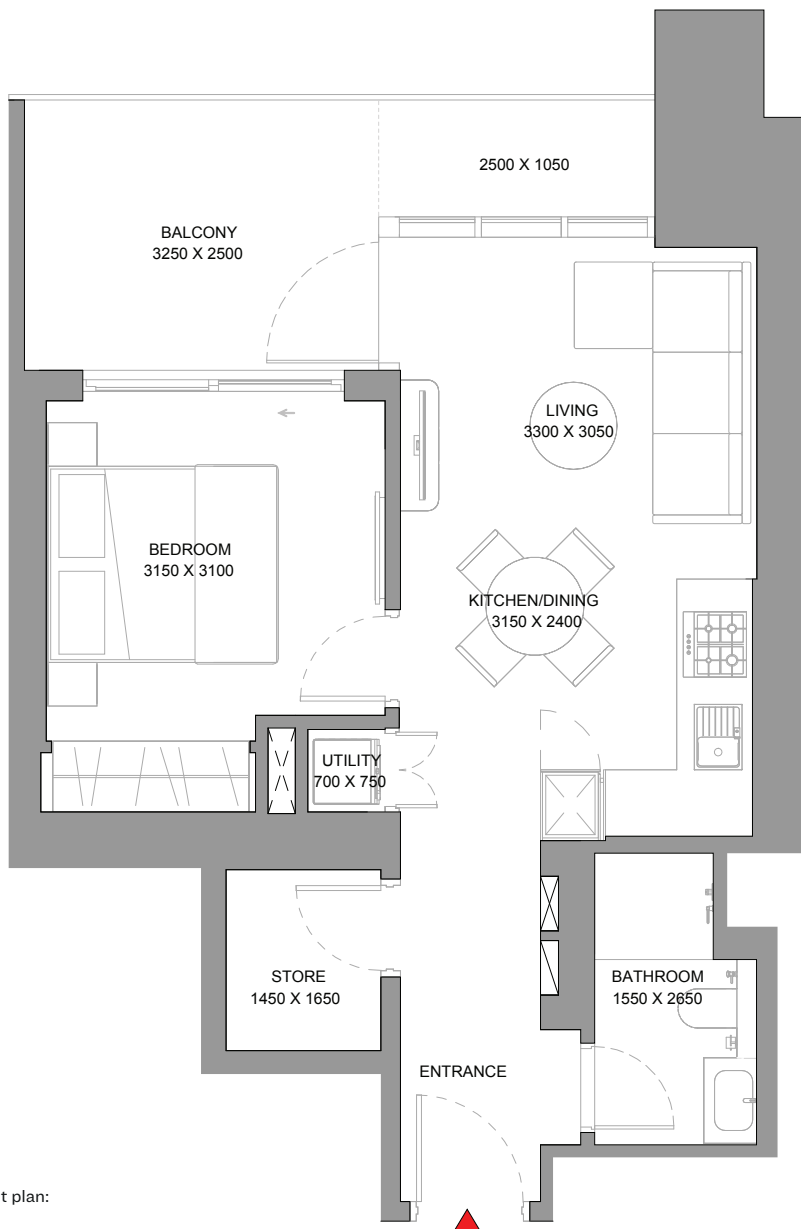 2500 X 1050
BALCONY
3250 X 2500
LIVING
3300 X 3050
BEDROOM
3150 X 3100
KITCHEN/DINING
3150 X 2400
UTILITY
700 X 750
STORE
1450 X 1650
BATHROOM
1550 X 2650
ENTRANCE
t plan: